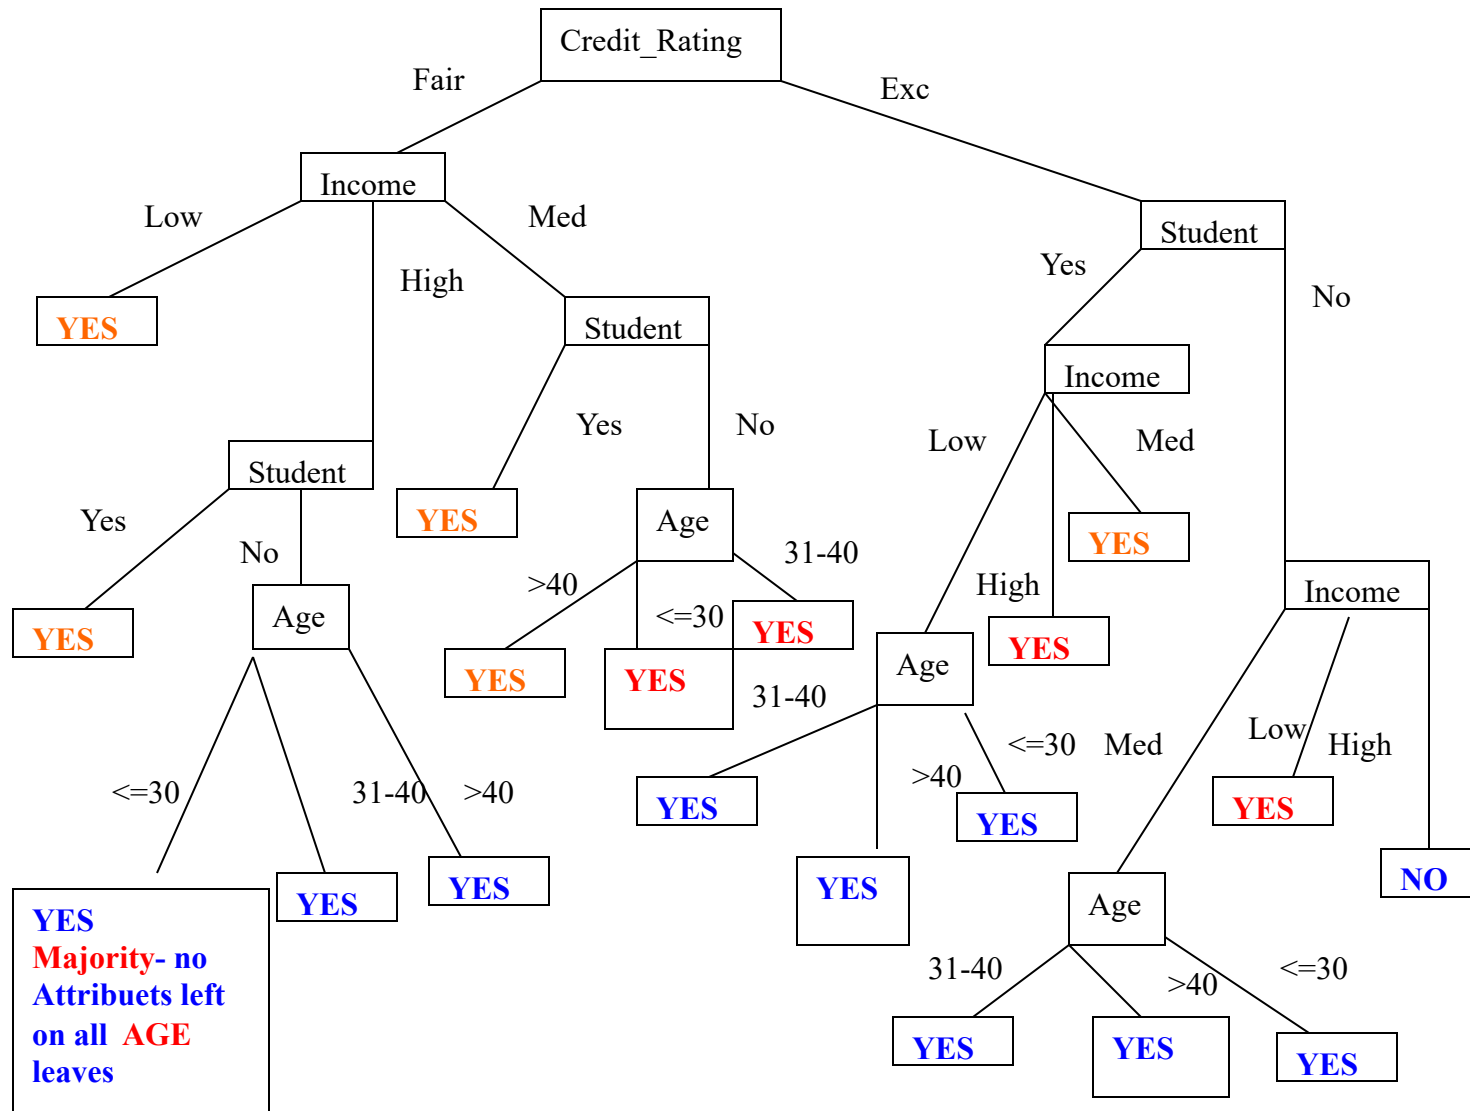 Credit_Rating
Fair
Exc
Income
Low
Med
Student
Yes
High
No
YES
Student
Income
Yes
No
Low
Med
Student
YES
Age
YES
Yes
No
31-40
>40
High
Income
Age
<=30
YES
YES
YES
YES
YES
Age
31-40
<=30
Med
Low
High
>40
<=30
31-40
>40
YES
YES
YES
YES
YES
YES
YES
NO
Age
YES
Majority- no
Attribuets left
on all AGE
leaves
31-40
>40
<=30
YES
YES
YES